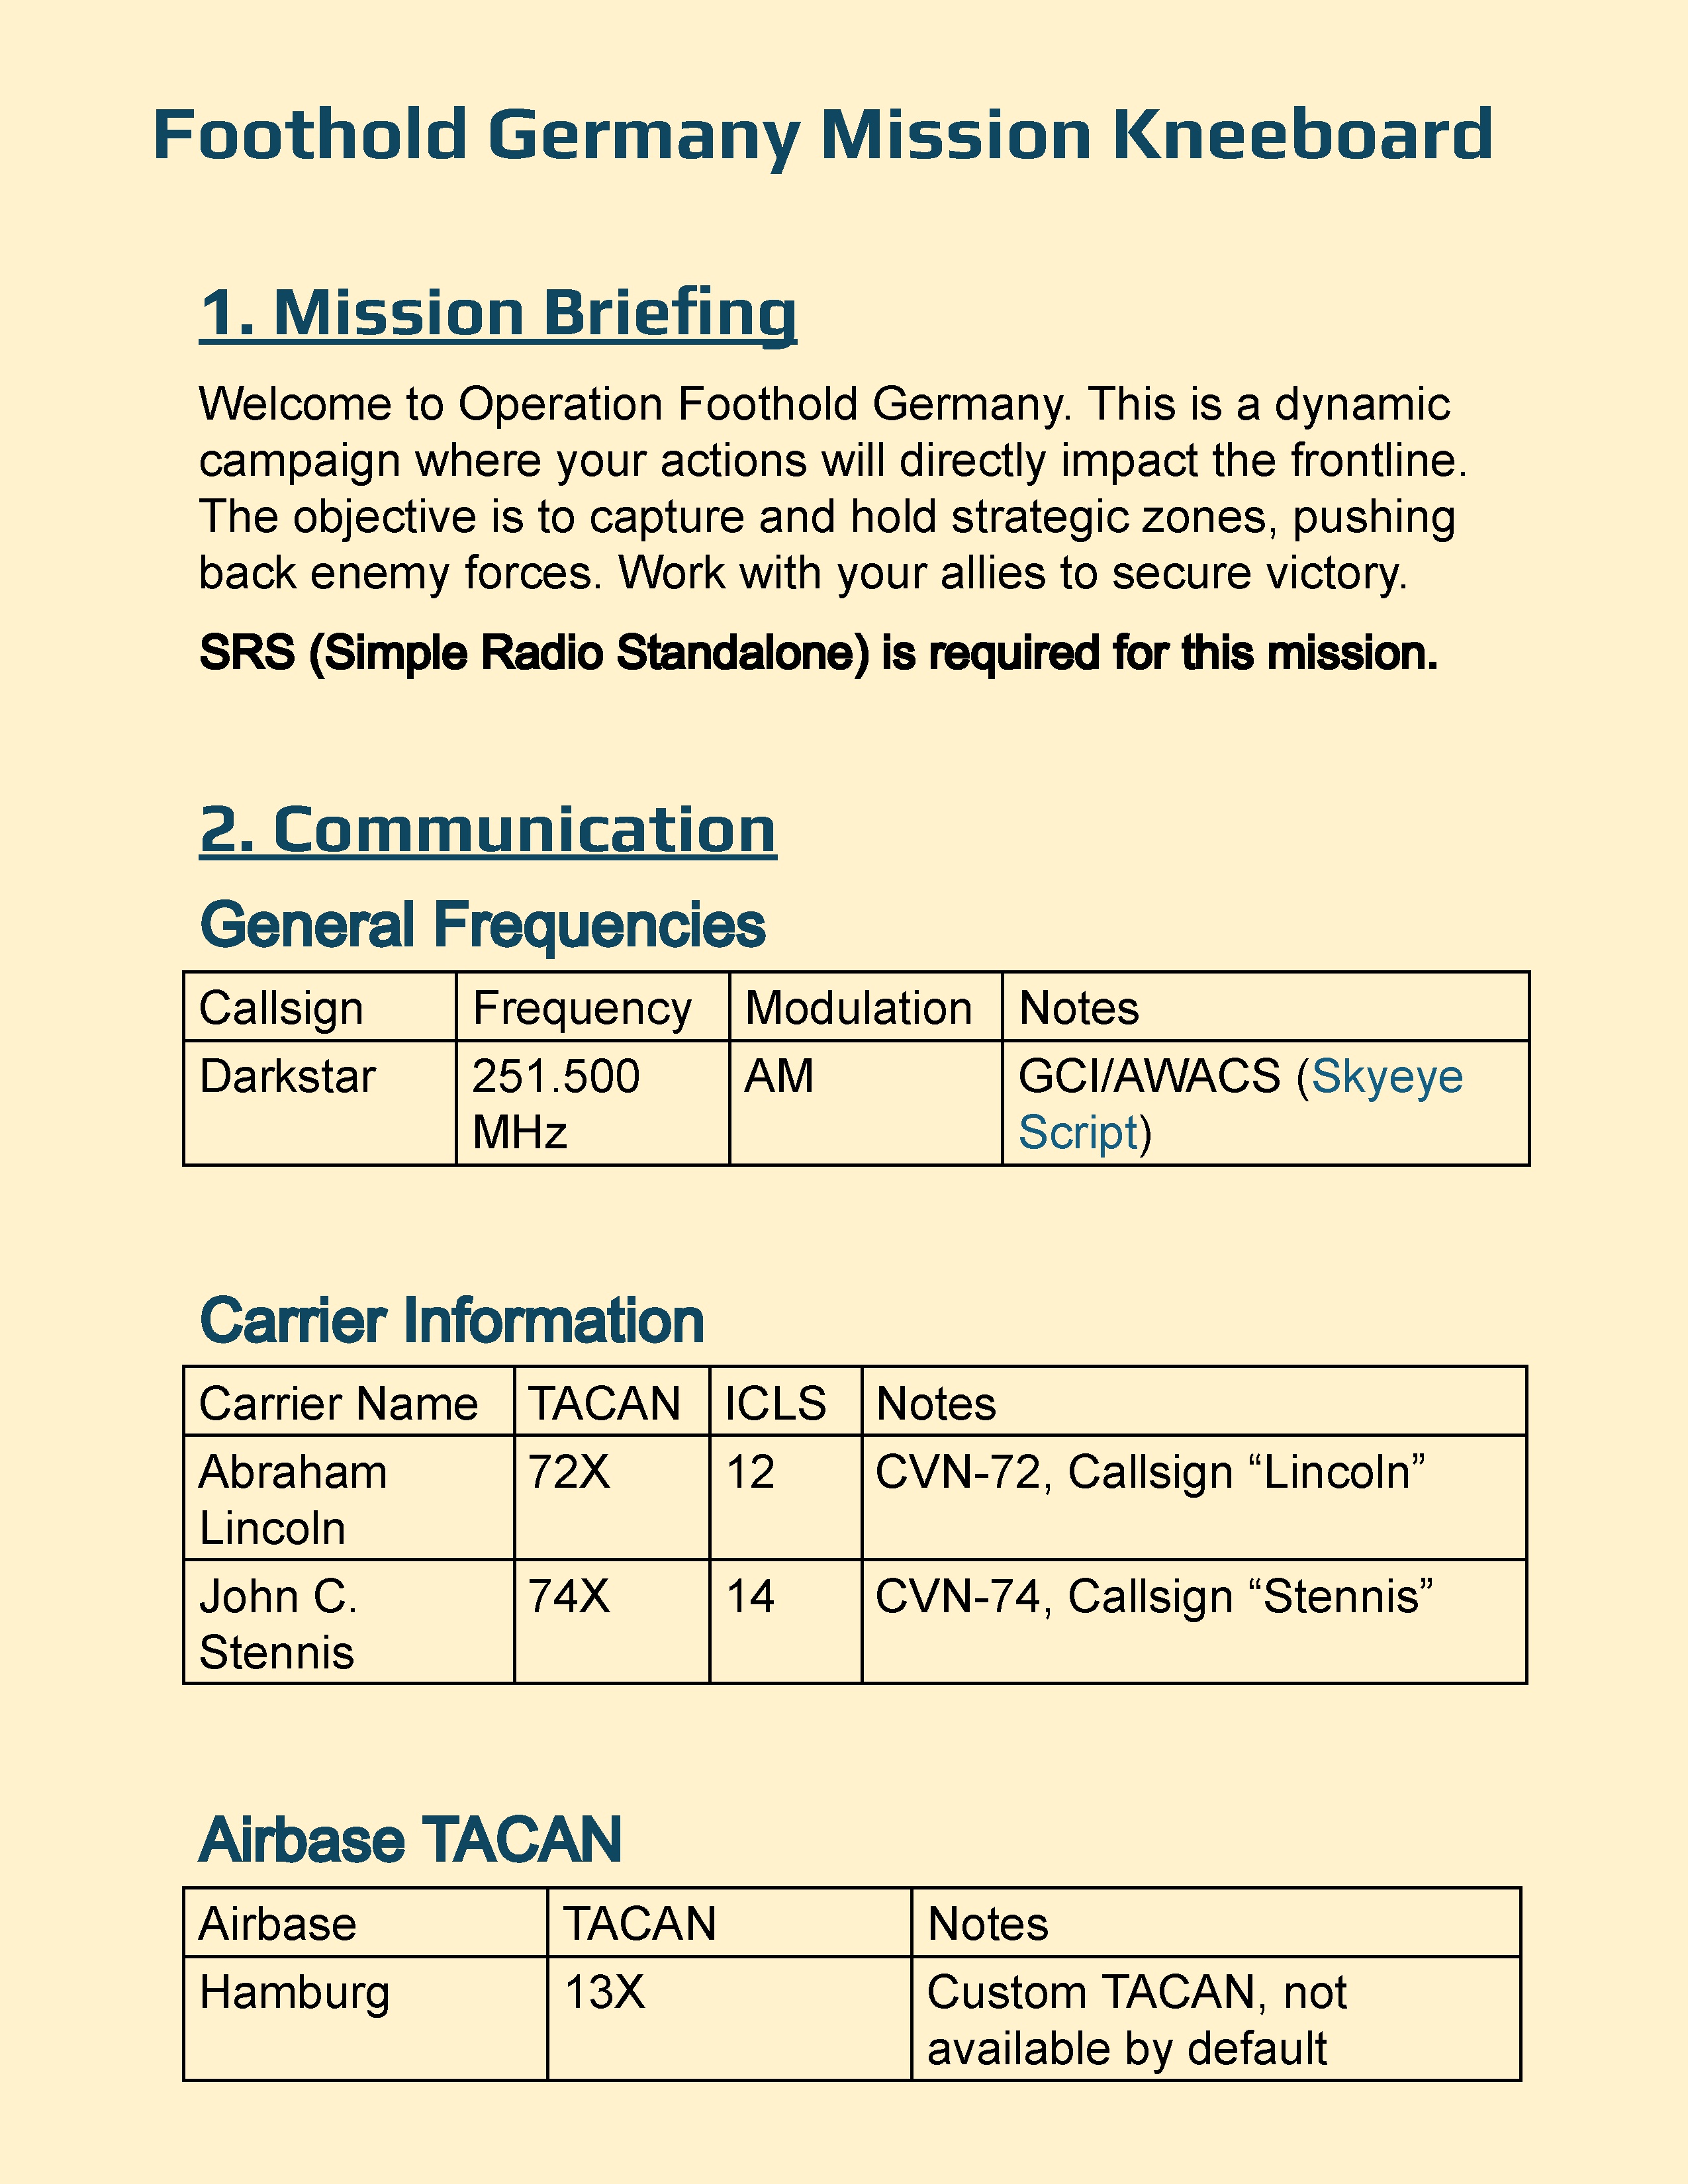 Foothold Germany Mission Kneeboard
1. Mission Briefing
Welcome to Operation Foothold Germany. This is a dynamic
campaign where your actions will directly impact the frontline.
The objective is to capture and hold strategic zones, pushing
back enemy forces. Work with your allies to secure victory.
SRS (Simple Radio Standalone) is required for this mission.
2. Communication
General Frequencies
Callsign Frequency Modulation Notes
Darkstar 251.500 AM GCI/AWACS (Skyeye
MHz Script)
Carrier Information
Carrier Name TACAN ICLS Notes
Abraham 72X 12 CVN-72, Callsign “Lincoln”
Lincoln
John C. 74X 14 CVN-74, Callsign “Stennis”
Stennis
Airbase TACAN
Airbase TACAN Notes
Hamburg 13X Custom TACAN, not
available by default